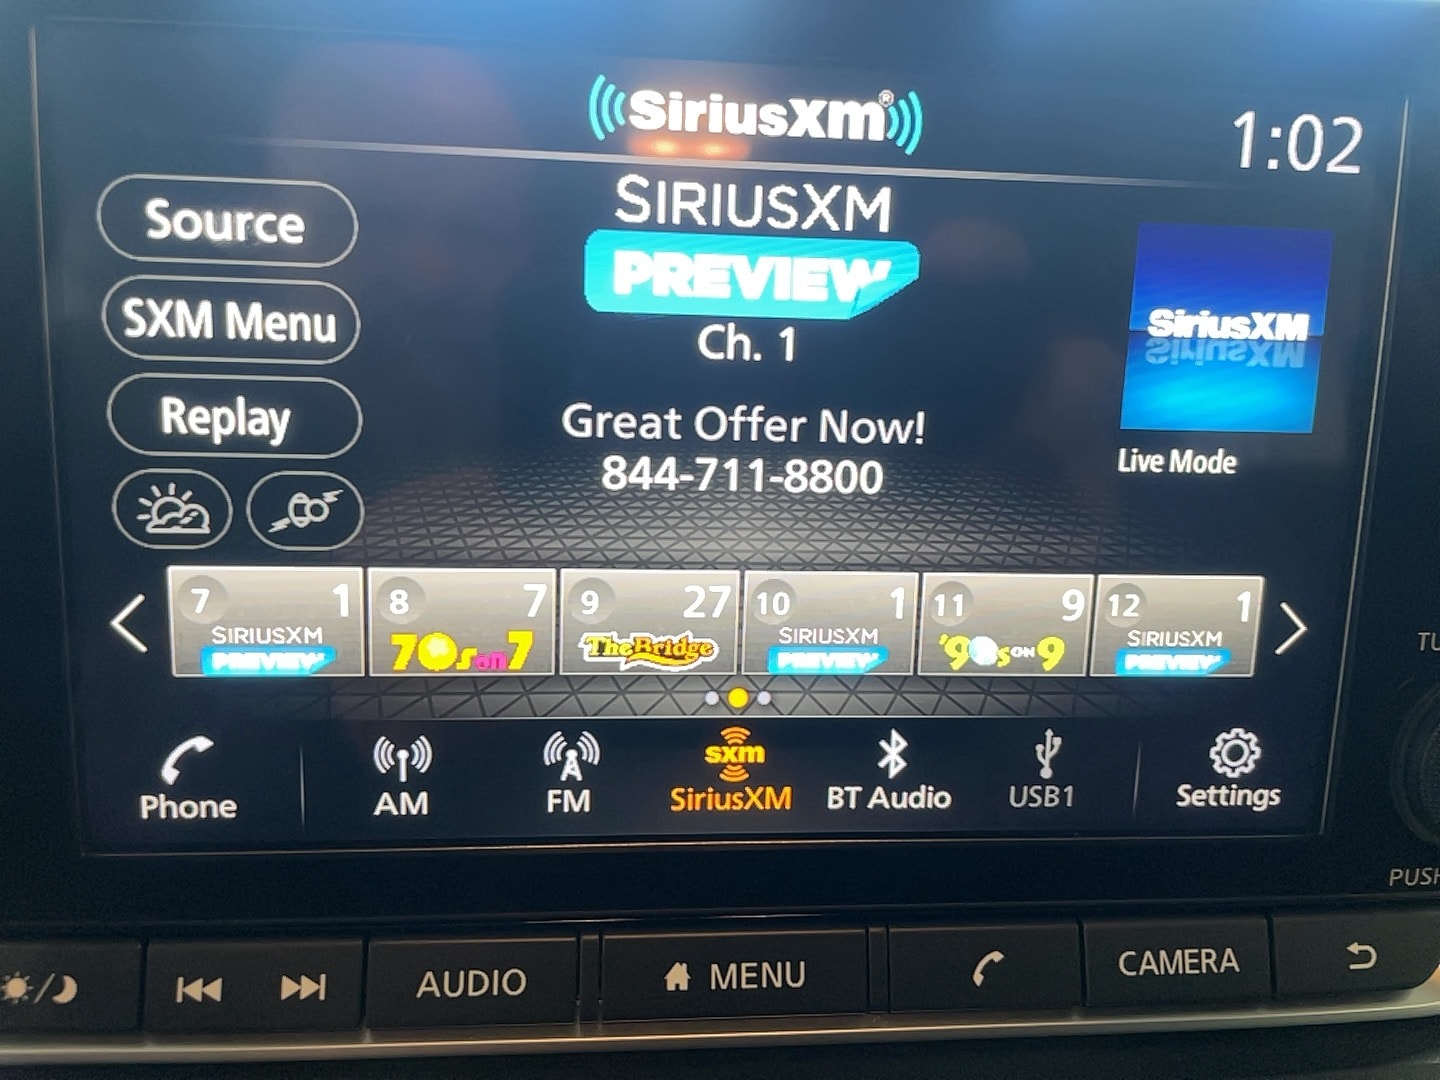 SiriusXM®
1:02
Source
SXM Menu
Replay
SIRIUSXM
PREVIEW
Ch. 1
Great Offer Now!
844-711-8800
SiriusXM
Live Mode
7 1
SIRIUSXM
PREVIEW
8 7
70s on 7
9 27
The Bridge
10 1
SIRIUSXM
PREVIEW
11 9
'90s ON 9
12 1
SIRIUSXM
PREVIEW
Phone
AM
FM
sxm
SiriusXM
BT Audio
USB1
Settings
TU
PUSH
AUDIO
MENU
CAMERA